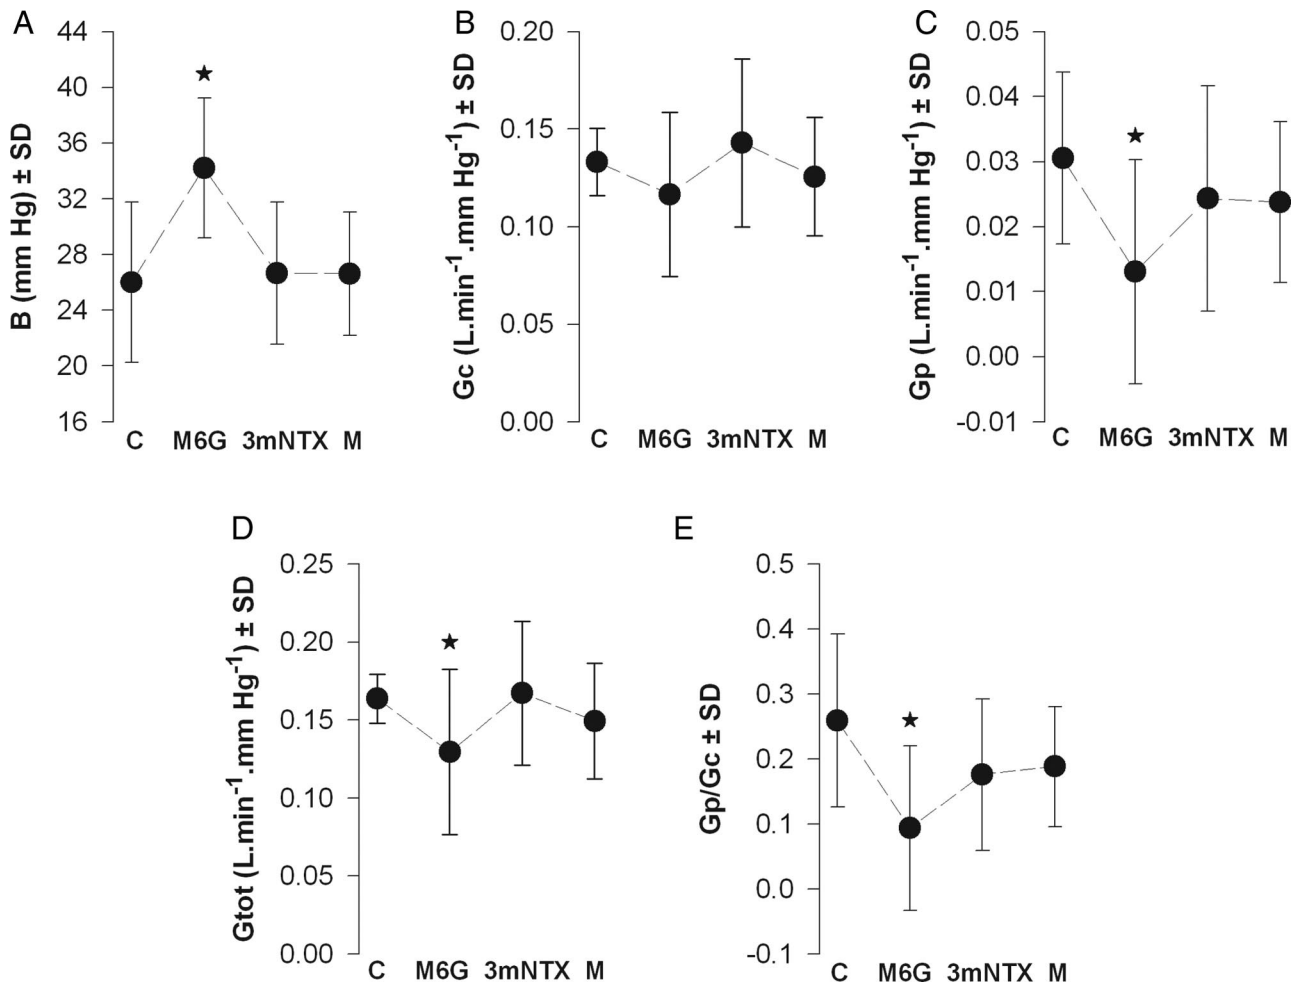 A
B (mm Hg) ± SD
44
40
36
32
28
24
20
16
★
C M6G 3mNTX M
B
Gc (L.min⁻¹.mm Hg⁻¹) ± SD
0.20
0.15
0.10
0.05
0.00
C M6G 3mNTX M
C
Gp (L.min⁻¹.mm Hg⁻¹) ± SD
0.05
0.04
0.03
0.02
0.01
0.00
-0.01
★
C M6G 3mNTX M
D
Gtot (L.min⁻¹.mm Hg⁻¹) ± SD
0.25
0.20
0.15
0.10
0.05
0.00
★
C M6G 3mNTX M
E
Gp/Gc ± SD
0.5
0.4
0.3
0.2
0.1
0.0
-0.1
★
C M6G 3mNTX M